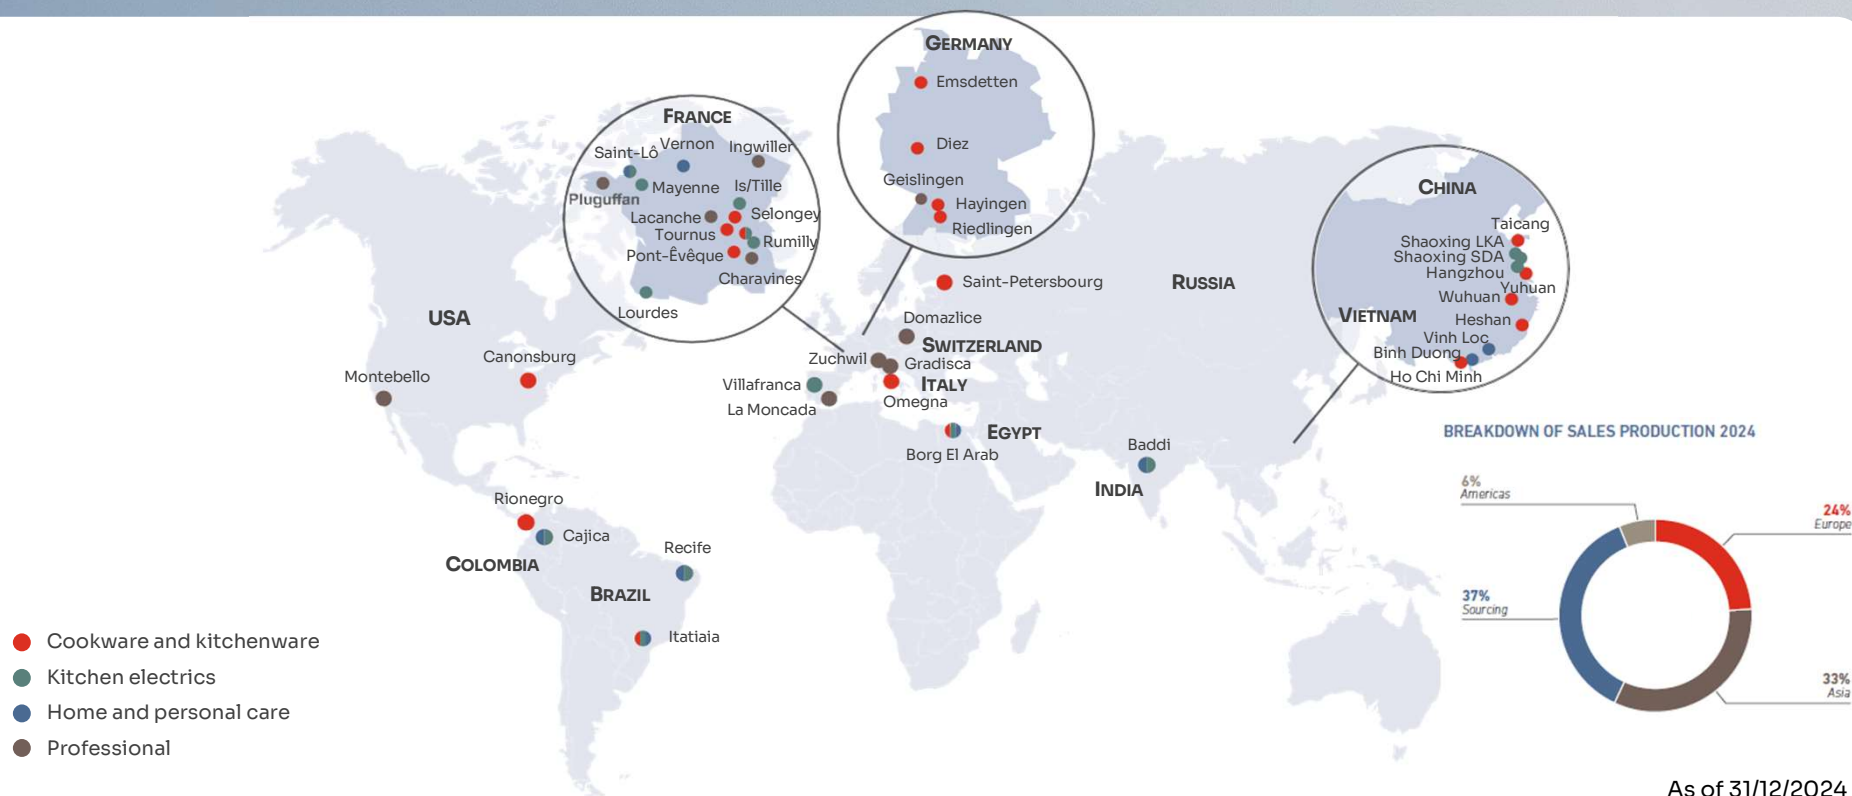 GERMANY
Emsdetten
Diez
Geislingen
Hayingen
Riedlingen
FRANCE
Saint-Lô
Vernon
Ingwiller
Pluguffan
Mayenne
Is/Tille
Lacanche
Selongey
Tournus
Rumilly
Pont-Êvêque
Charavines
Lourdes
CHINA
Taicang
Shaoxing LKA
Shaoxing SDA
Hangzhou
Yuhuan
Wuhuan
Heshan
VIETNAM
Vinh Loc
Binh Duong
Ho Chi Minh
RUSSIA
Saint-Petersbourg
USA
Canonsburg
Montebello
Domazlice
SWITZERLAND
Zuchwil
Gradisca
ITALY
Omegna
Villafranca
La Moncada
EGYPT
Borg El Arab
Baddi
INDIA
Rionegro
Cajica
COLOMBIA
Recife
BRAZIL
Itatiaia
Cookware and kitchenware
Kitchen electrics
Home and personal care
Professional
BREAKDOWN OF SALES PRODUCTION 2024
6%
Americas
24%
Europe
37%
Sourcing
33%
Asia
As of 31/12/2024